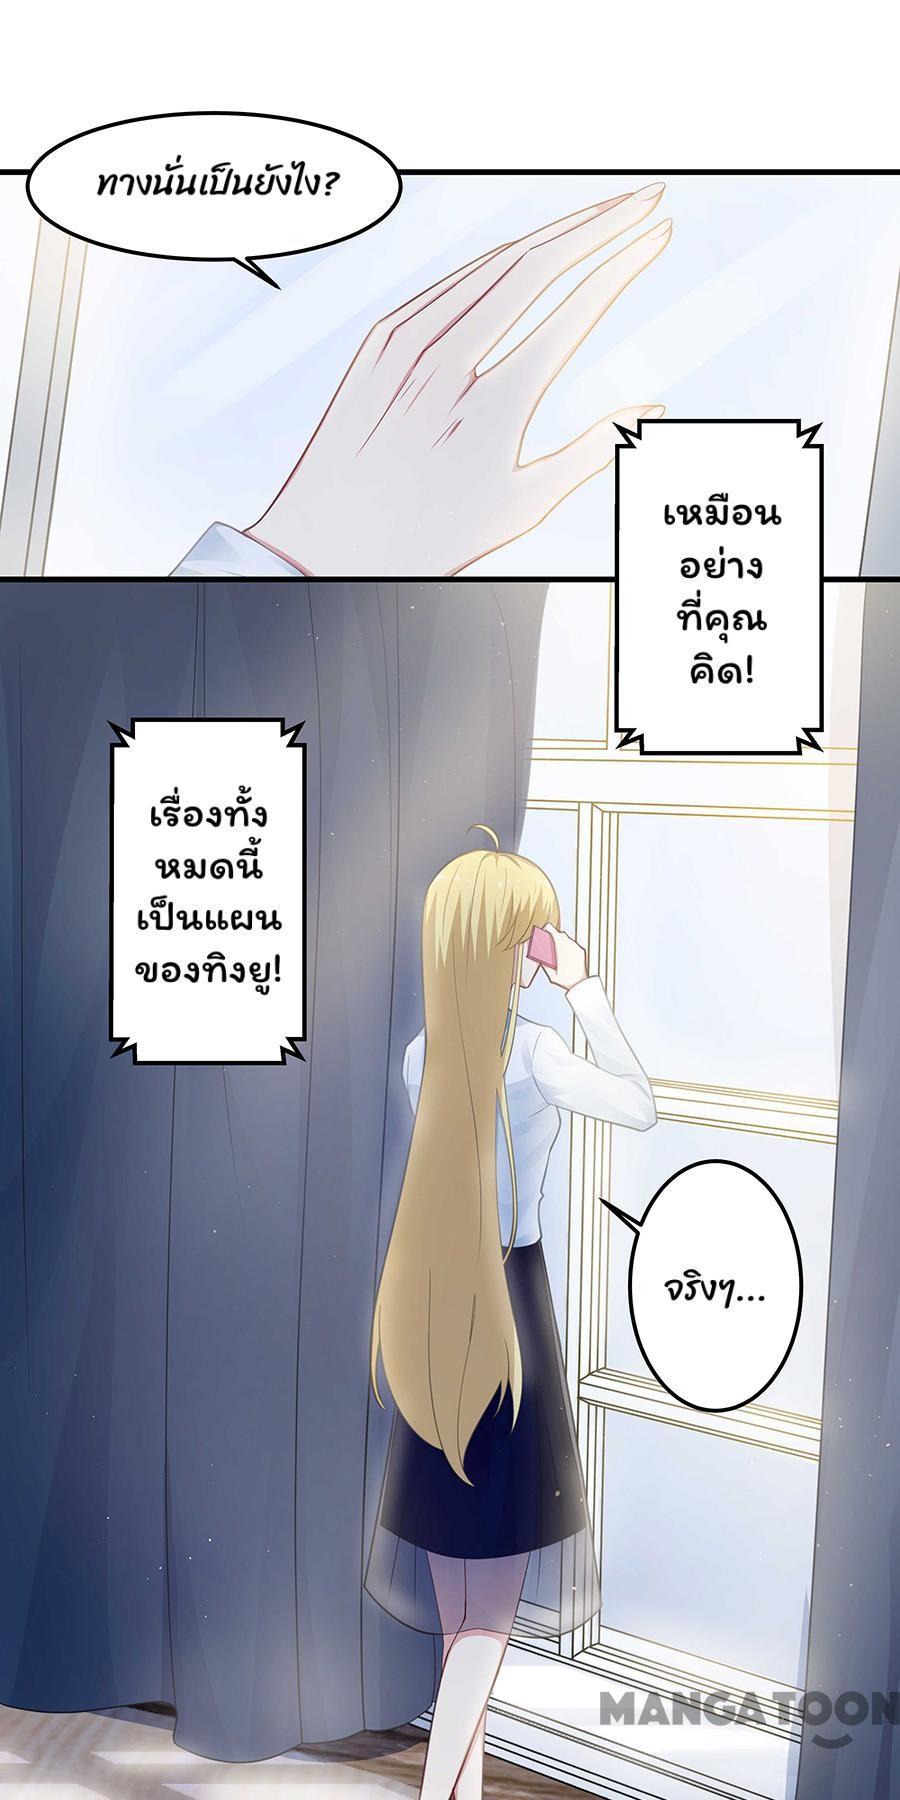 ทางนั่นเป็นยังไง?
เหมือน
อย่าง
ที่คุณ
คิด!
เรื่องทั้ง
หมดนี้
เป็นแผน
ของทิงยู!
จริงๆ...
MANGATOON